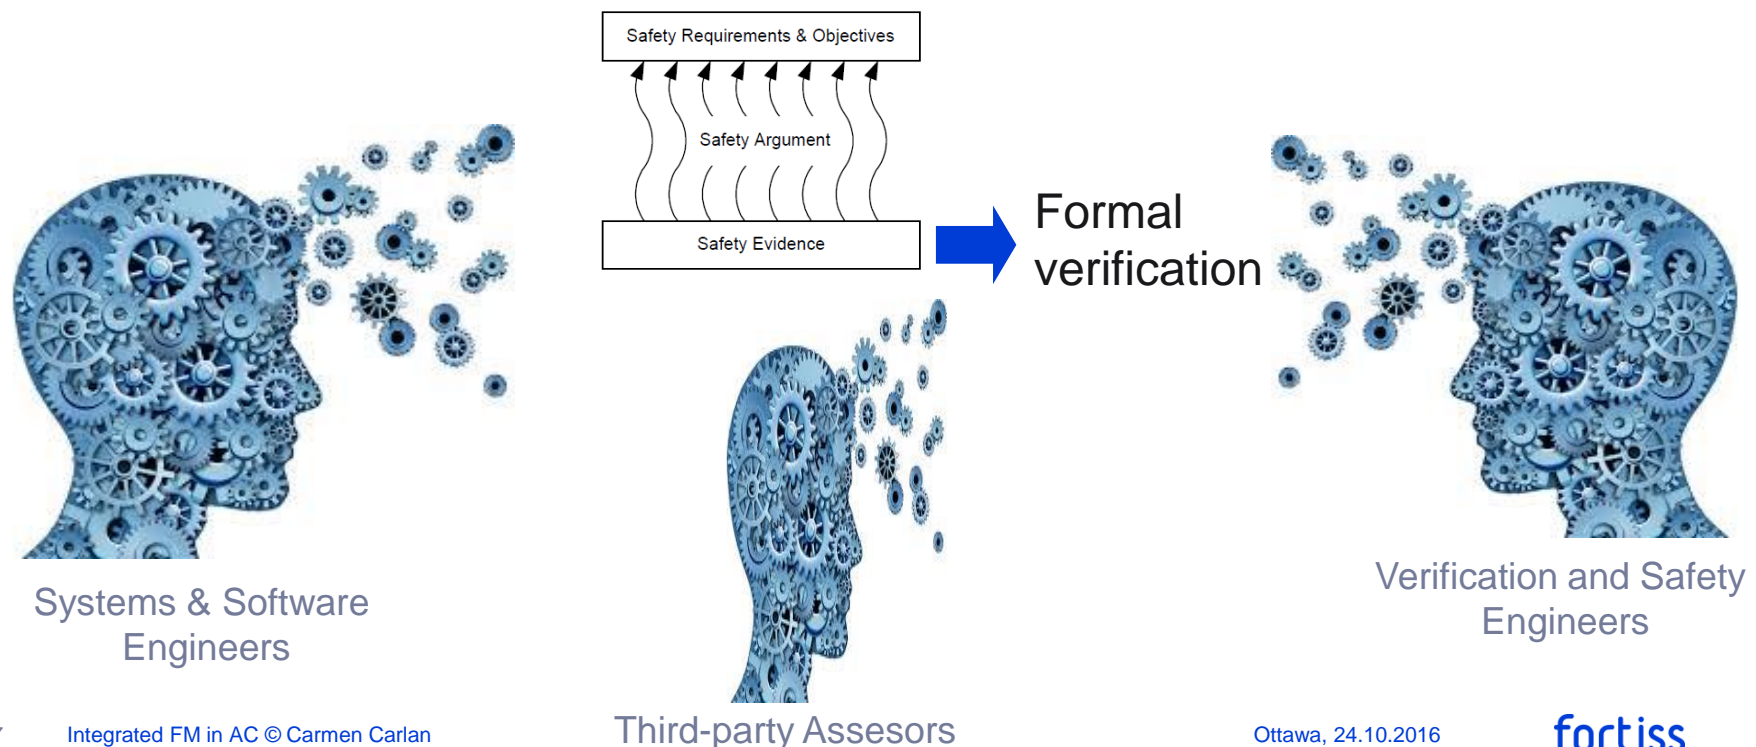 Safety Requirements & Objectives
Safety Argument
Safety Evidence
Formal
verification
Systems & Software
Engineers
Verification and Safety
Engineers
Third-party Assesors
Integrated FM in AC © Carmen Carlan
Ottawa, 24.10.2016
fortiss